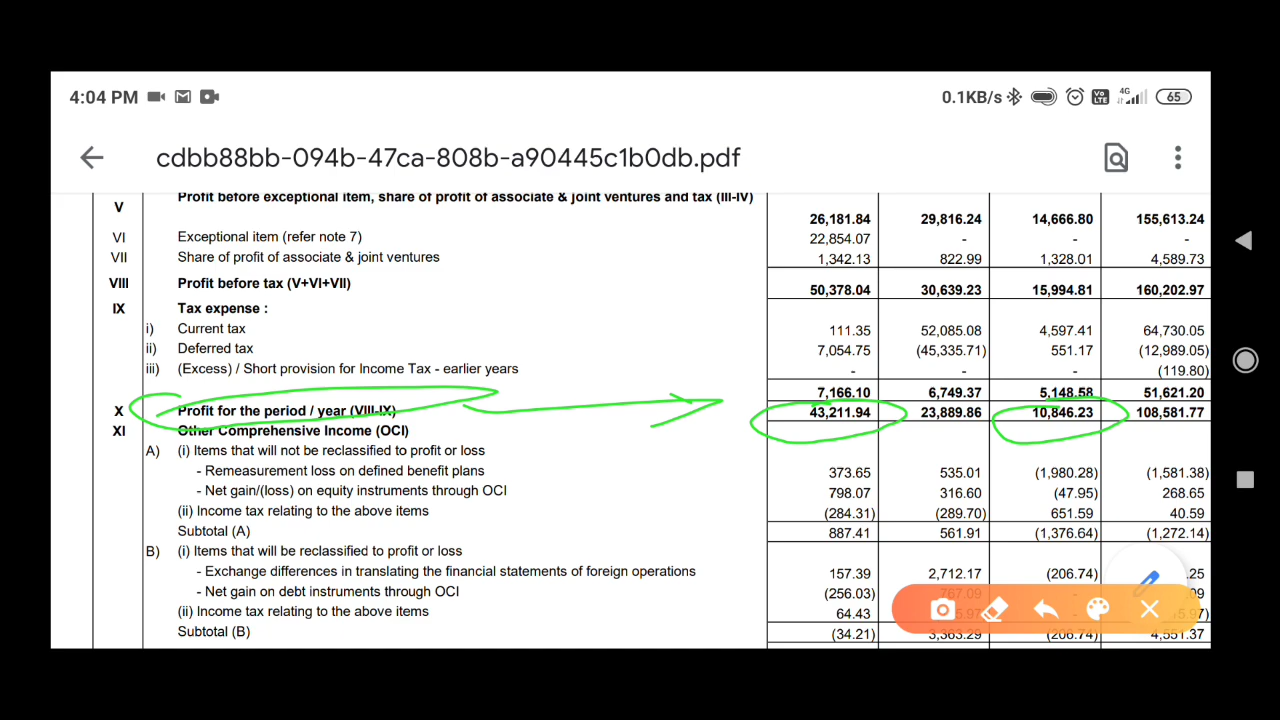 4:04 PM 0.1KB/s Vo LTE 4G 65
cdbb88bb-094b-47ca-808b-a90445c1b0db.pdf
V Profit before exceptional item, share of profit of associate & joint ventures and tax (III-IV) 26,181.84 29,816.24 14,666.80 155,613.24
VI Exceptional item (refer note 7) 22,854.07 - - -
VII Share of profit of associate & joint ventures 1,342.13 822.99 1,328.01 4,589.73
VIII Profit before tax (V+VI+VII) 50,378.04 30,639.23 15,994.81 160,202.97
IX Tax expense :
i) Current tax 111.35 52,085.08 4,597.41 64,730.05
ii) Deferred tax 7,054.75 (45,335.71) 551.17 (12,989.05)
iii) (Excess) / Short provision for Income Tax - earlier years - - - (119.80)
7,166.10 6,749.37 5,148.58 51,621.20
X Profit for the period / year (VIII-IX) 43,211.94 23,889.86 10,846.23 108,581.77
XI Other Comprehensive Income (OCI)
A) (i) Items that will not be reclassified to profit or loss
- Remeasurement loss on defined benefit plans 373.65 535.01 (1,980.28) (1,581.38)
- Net gain/(loss) on equity instruments through OCI 798.07 316.60 (47.95) 268.65
(ii) Income tax relating to the above items (284.31) (289.70) 651.59 40.59
Subtotal (A) 887.41 561.91 (1,376.64) (1,272.14)
B) (i) Items that will be reclassified to profit or loss
- Exchange differences in translating the financial statements of foreign operations 157.39 2,712.17 (206.74) .25
- Net gain on debt instruments through OCI (256.03) 767.09 -
(ii) Income tax relating to the above items 64.43 -
Subtotal (B) (34.21) 3,363.29 (206.74) 4,551.37